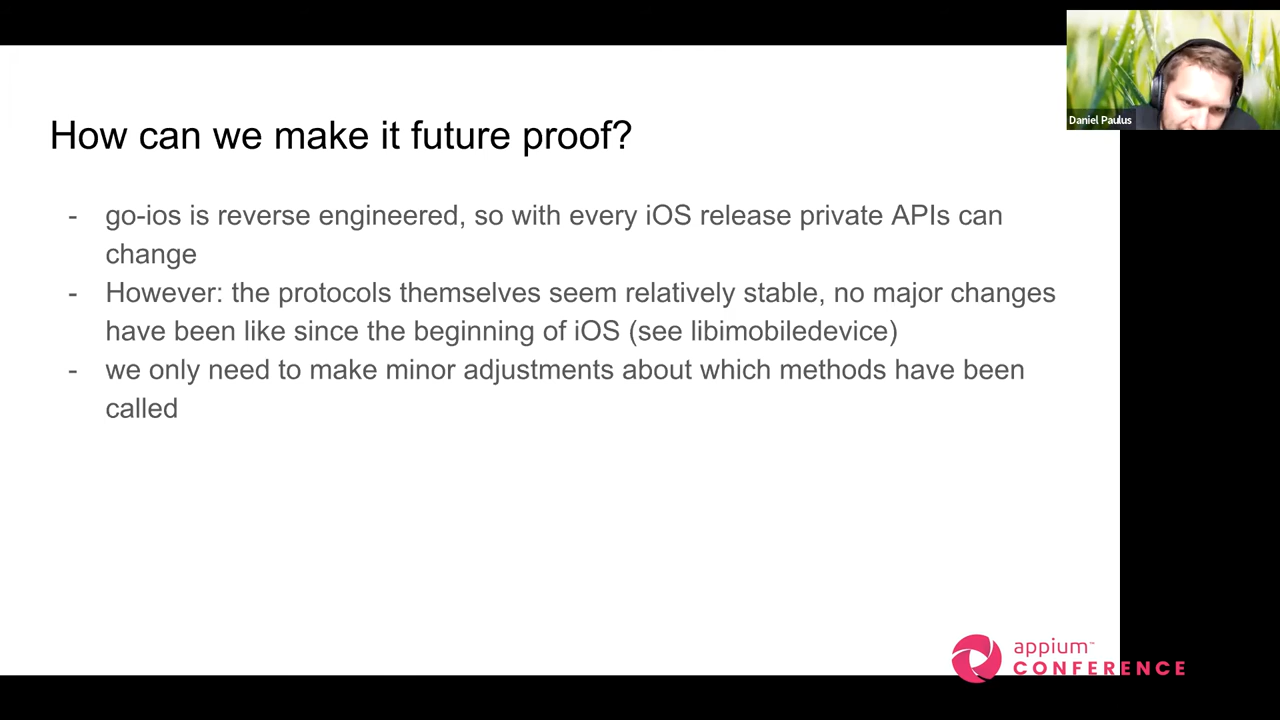 Daniel Paulus
How can we make it future proof?
- go-ios is reverse engineered, so with every iOS release private APIs can
change
- However: the protocols themselves seem relatively stable, no major changes
have been like since the beginning of iOS (see libimobiledevice)
- we only need to make minor adjustments about which methods have been
called
appium™
CONFERENCE